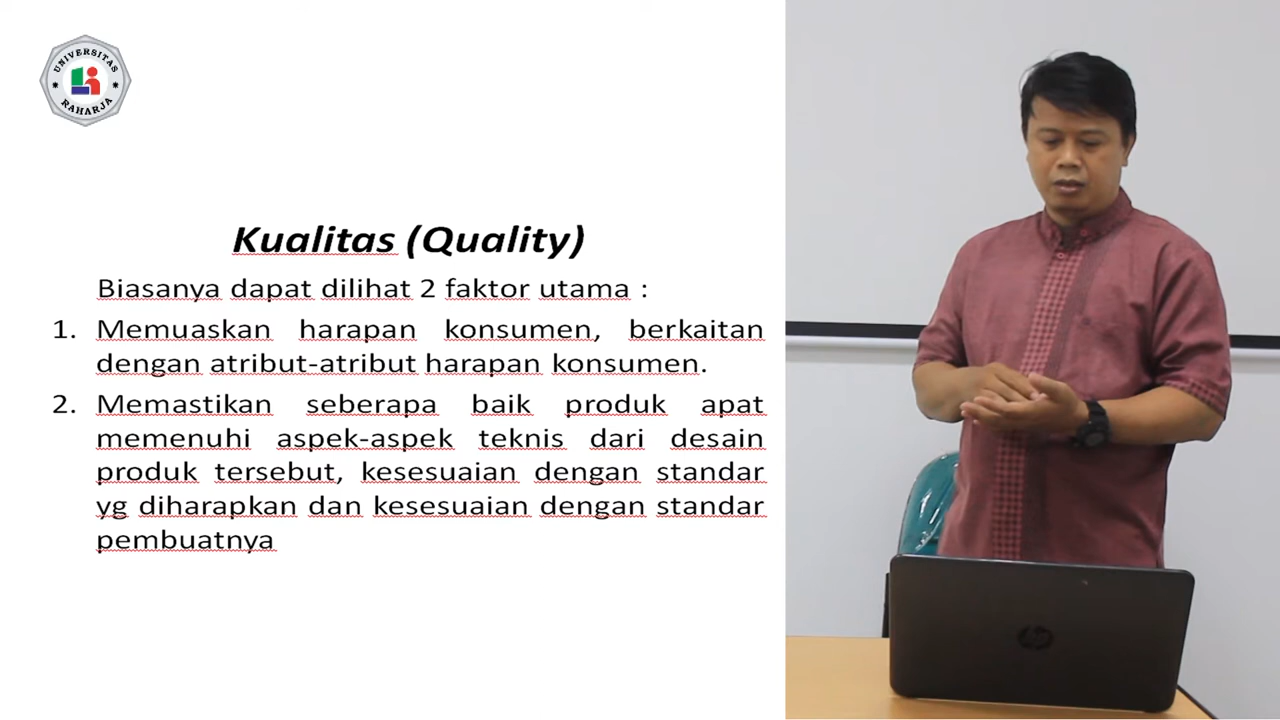 UNIVERSITAS
RAHARJA
Kualitas (Quality)
Biasanya dapat dilihat 2 faktor utama :
1. Memuaskan harapan konsumen, berkaitan
dengan atribut-atribut harapan konsumen.
2. Memastikan seberapa baik produk apat
memenuhi aspek-aspek teknis dari desain
produk tersebut, kesesuaian dengan standar
yg diharapkan dan kesesuaian dengan standar
pembuatnya
hp